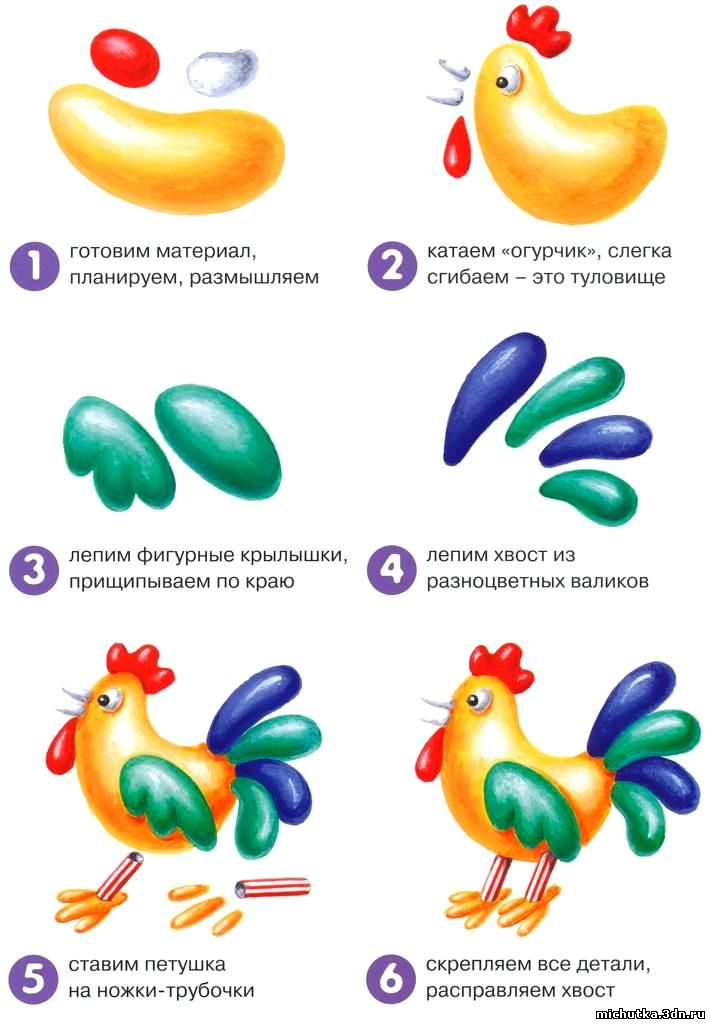 1
готовим материал,
планируем, размышляем
2
катаем «огурчик», слегка
сгибаем – это туловище
3
лепим фигурные крылышки,
прищипываем по краю
4
лепим хвост из
разноцветных валиков
5
ставим петушка
на ножки-трубочки
6
скрепляем все детали,
расправляем хвост
michutka.3dn.ru